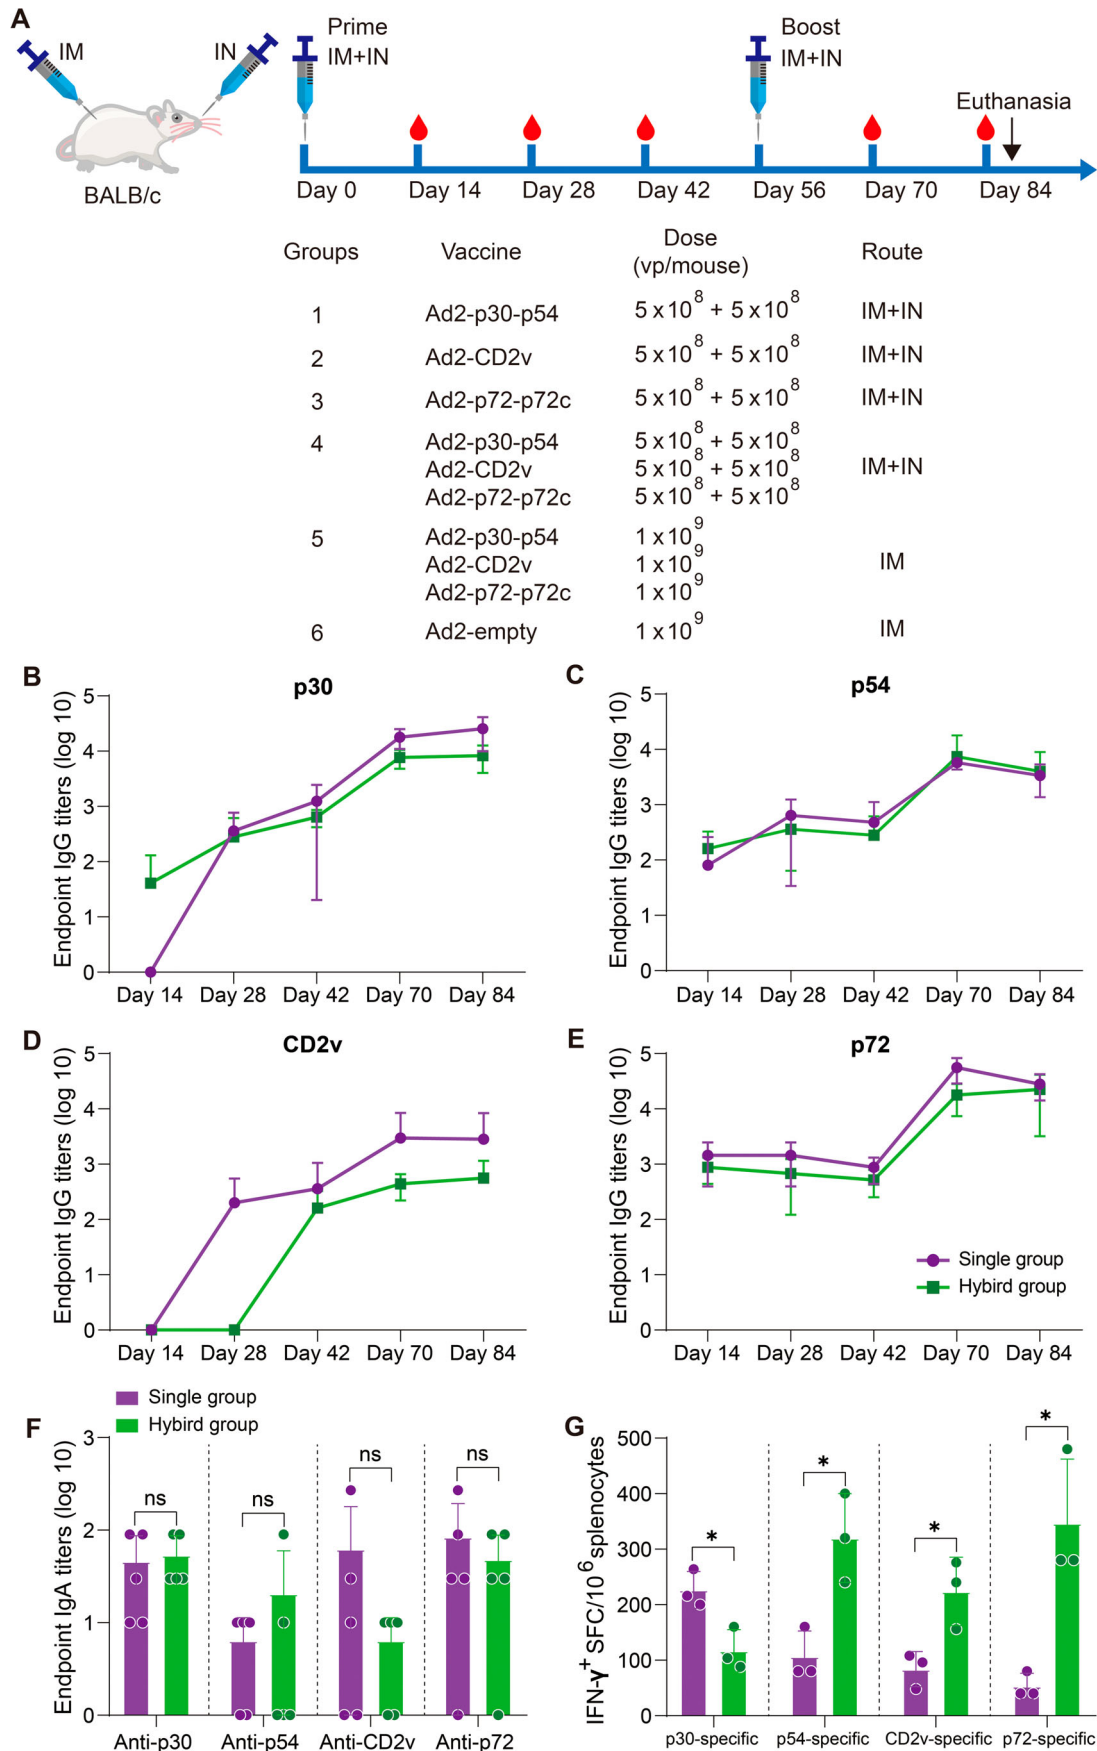 A
IM
IN
BALB/c
Prime
IM+IN
Boost
IM+IN
Euthanasia
Day 0
Day 14
Day 28
Day 42
Day 56
Day 70
Day 84
Groups
Vaccine
Dose
(vp/mouse)
Route
1 Ad2-p30-p54 5 x 10^8 + 5 x 10^8 IM+IN
2 Ad2-CD2v 5 x 10^8 + 5 x 10^8 IM+IN
3 Ad2-p72-p72c 5 x 10^8 + 5 x 10^8 IM+IN
4 Ad2-p30-p54 5 x 10^8 + 5 x 10^8
Ad2-CD2v 5 x 10^8 + 5 x 10^8 IM+IN
Ad2-p72-p72c 5 x 10^8 + 5 x 10^8
5 Ad2-p30-p54 1 x 10^9
Ad2-CD2v 1 x 10^9 IM
Ad2-p72-p72c 1 x 10^9
6 Ad2-empty 1 x 10^9 IM
B
p30
Endpoint IgG titers (log 10)
5
4
3
2
1
0
Day 14 Day 28 Day 42 Day 70 Day 84
C
p54
Endpoint IgG titers (log 10)
5
4
3
2
1
0
Day 14 Day 28 Day 42 Day 70 Day 84
D
CD2v
Endpoint IgG titers (log 10)
5
4
3
2
1
0
Day 14 Day 28 Day 42 Day 70 Day 84
E
p72
Endpoint IgG titers (log 10)
5
4
3
2
1
0
Single group
Hybird group
Day 14 Day 28 Day 42 Day 70 Day 84
Single group
Hybird group
F
Endpoint IgA titers (log 10)
3
2
1
0
ns
ns
ns
ns
Anti-p30 Anti-p54 Anti-CD2v Anti-p72
G
IFN-γ+ SFC/10^6 splenocytes
500
400
300
200
100
0
*
*
*
*
p30-specific p54-specific CD2v-specific p72-specific